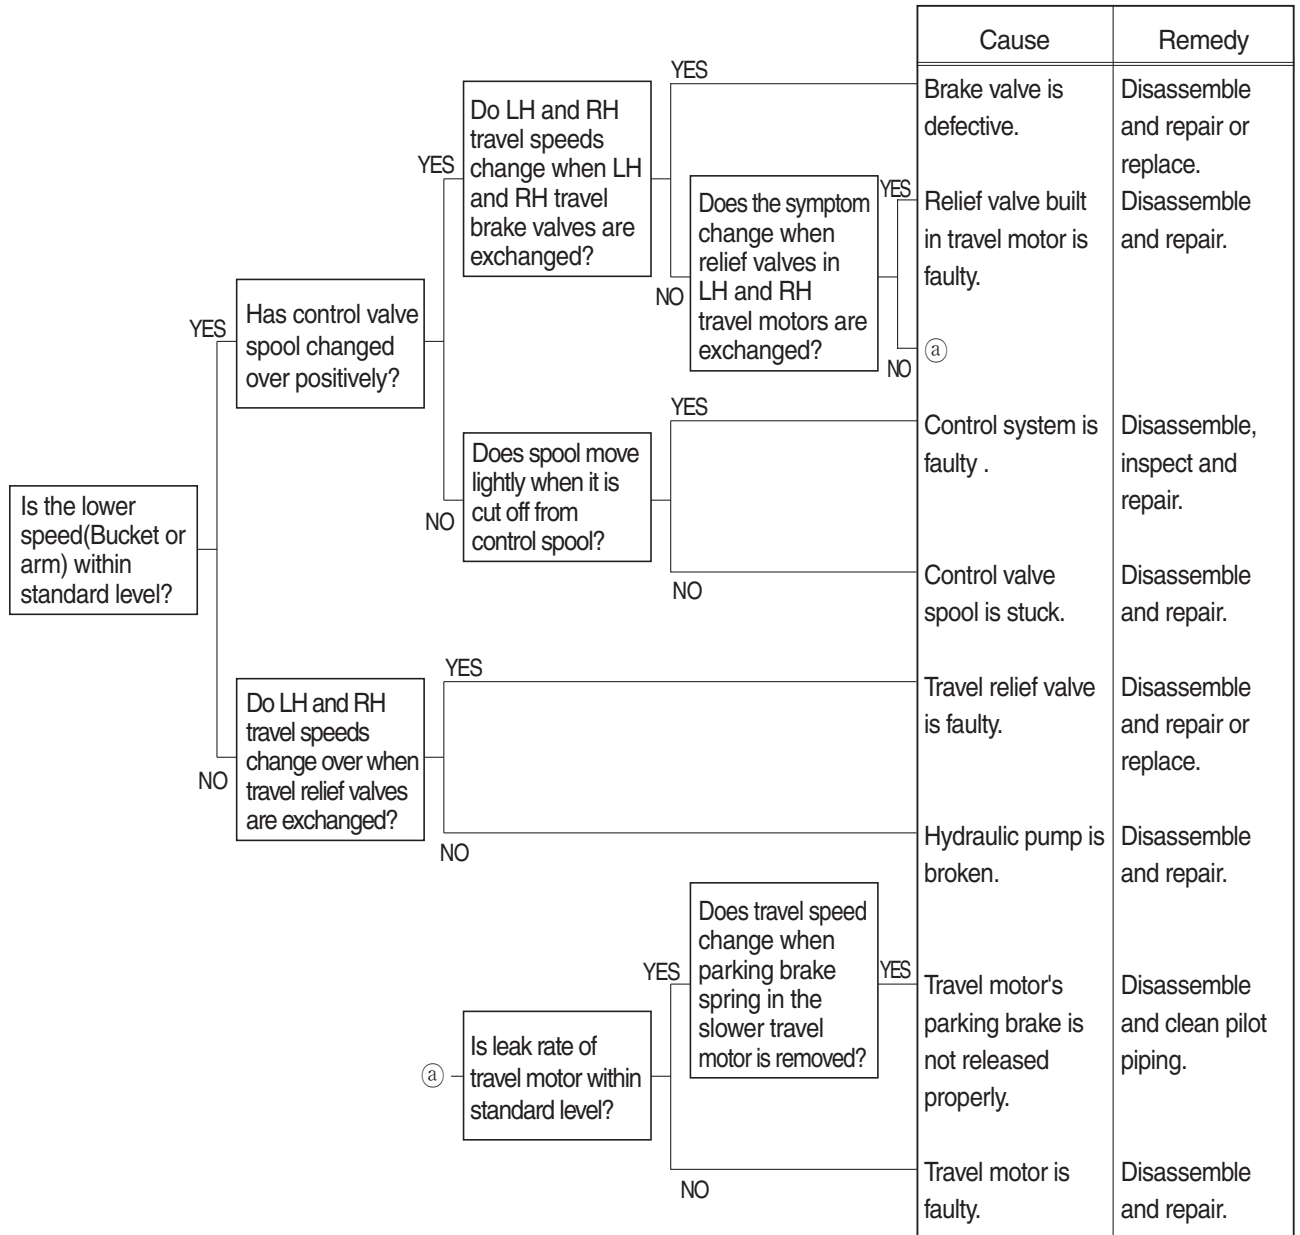 Cause
Remedy
YES
Do LH and RH
travel speeds
change when LH
and RH travel
brake valves are
exchanged?
Brake valve is
defective.
Disassemble
and repair or
replace.
YES
NO
Does the symptom
change when
relief valves in
LH and RH
travel motors are
exchanged?
YES
Relief valve built
in travel motor is
faulty.
Disassemble
and repair.
NO
ⓐ
YES
Has control valve
spool changed
over positively?
NO
Does spool move
lightly when it is
cut off from
control spool?
YES
Control system is
faulty .
Disassemble,
inspect and
repair.
NO
Control valve
spool is stuck.
Disassemble
and repair.
Is the lower
speed(Bucket or
arm) within
standard level?
NO
Do LH and RH
travel speeds
change over when
travel relief valves
are exchanged?
YES
Travel relief valve
is faulty.
Disassemble
and repair or
replace.
NO
Hydraulic pump is
broken.
Disassemble
and repair.
ⓐ
Is leak rate of
travel motor within
standard level?
YES
Does travel speed
change when
parking brake
spring in the
slower travel
motor is removed?
YES
Travel motor's
parking brake is
not released
properly.
Disassemble
and clean pilot
piping.
NO
Travel motor is
faulty.
Disassemble
and repair.